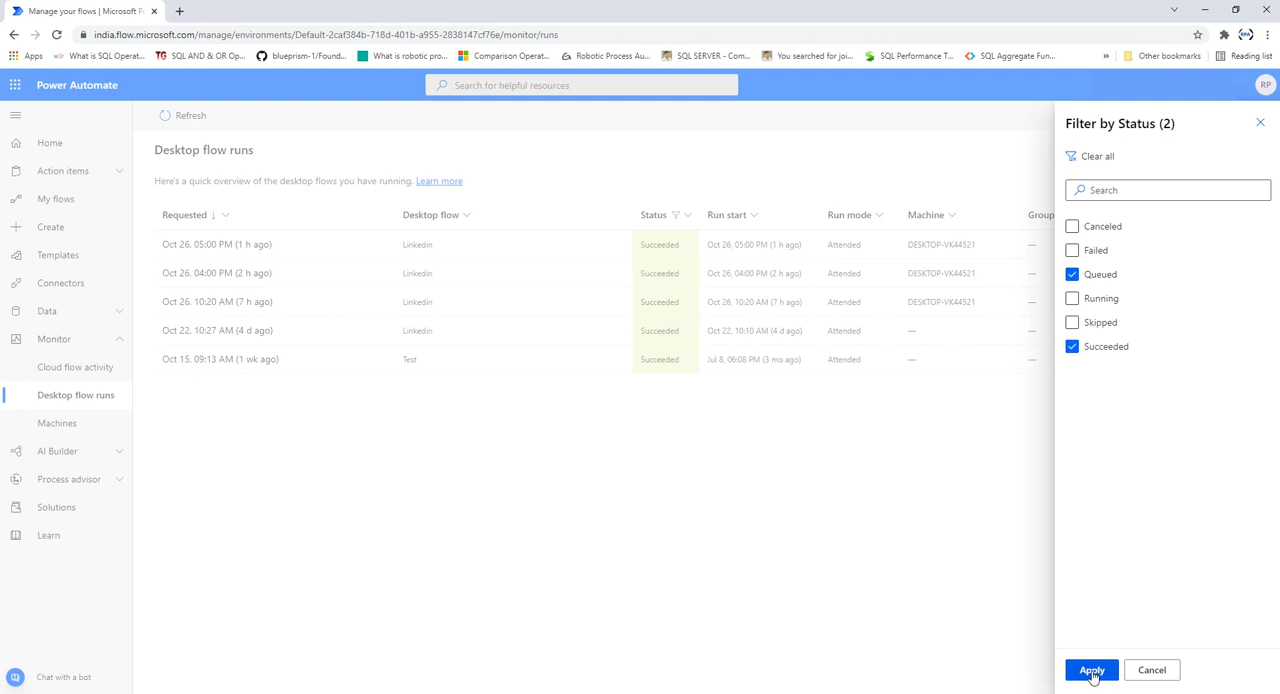 Manage your flows | Microsoft P
india.flow.microsoft.com/manage/environments/Default-2caf384b-718d-401b-a955-2838147cf76e/monitor/runs
Apps What is SQL Operat... SQL AND & OR Op... blueprism-1/Found... What is robotic pro... Comparison Operat... Robotic Process Au... SQL SERVER - Com... You searched for joi... SQL Performance T... SQL Aggregate Fun... » Other bookmarks Reading list
Power Automate Search for helpful resources RP
Refresh
Home
Action items
My flows
Create
Templates
Connectors
Data
Monitor
Cloud flow activity
Desktop flow runs
Machines
AI Builder
Process advisor
Solutions
Learn
Chat with a bot
Desktop flow runs
Here's a quick overview of the desktop flows you have running. Learn more
Requested ↓ Desktop flow Status Run start Run mode Machine Group
Oct 26, 05:00 PM (1 h ago) Linkedin Succeeded Oct 26, 05:00 PM (1 h ago) Attended DESKTOP-VK44521 —
Oct 26, 04:00 PM (2 h ago) Linkedin Succeeded Oct 26, 04:00 PM (2 h ago) Attended DESKTOP-VK44521 —
Oct 26, 10:20 AM (7 h ago) Linkedin Succeeded Oct 26, 10:20 AM (7 h ago) Attended DESKTOP-VK44521 —
Oct 22, 10:27 AM (4 d ago) Linkedin Succeeded Oct 22, 10:10 AM (4 d ago) Attended — —
Oct 15, 09:13 AM (1 wk ago) Test Succeeded Jul 8, 06:08 PM (3 mo ago) Attended — —
Filter by Status (2)
Clear all
Search
Canceled
Failed
Queued
Running
Skipped
Succeeded
Apply Cancel